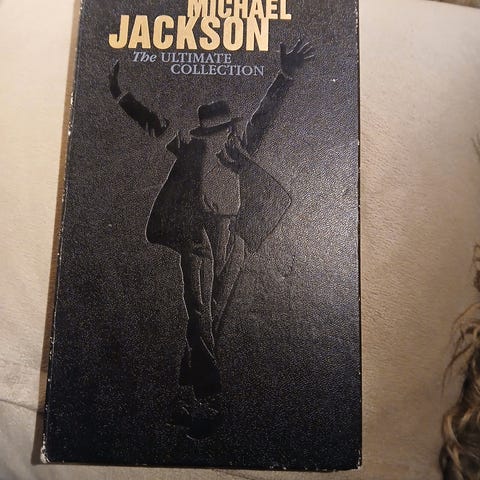 MICHAEL
JACKSON
The ULTIMATE
COLLECTION